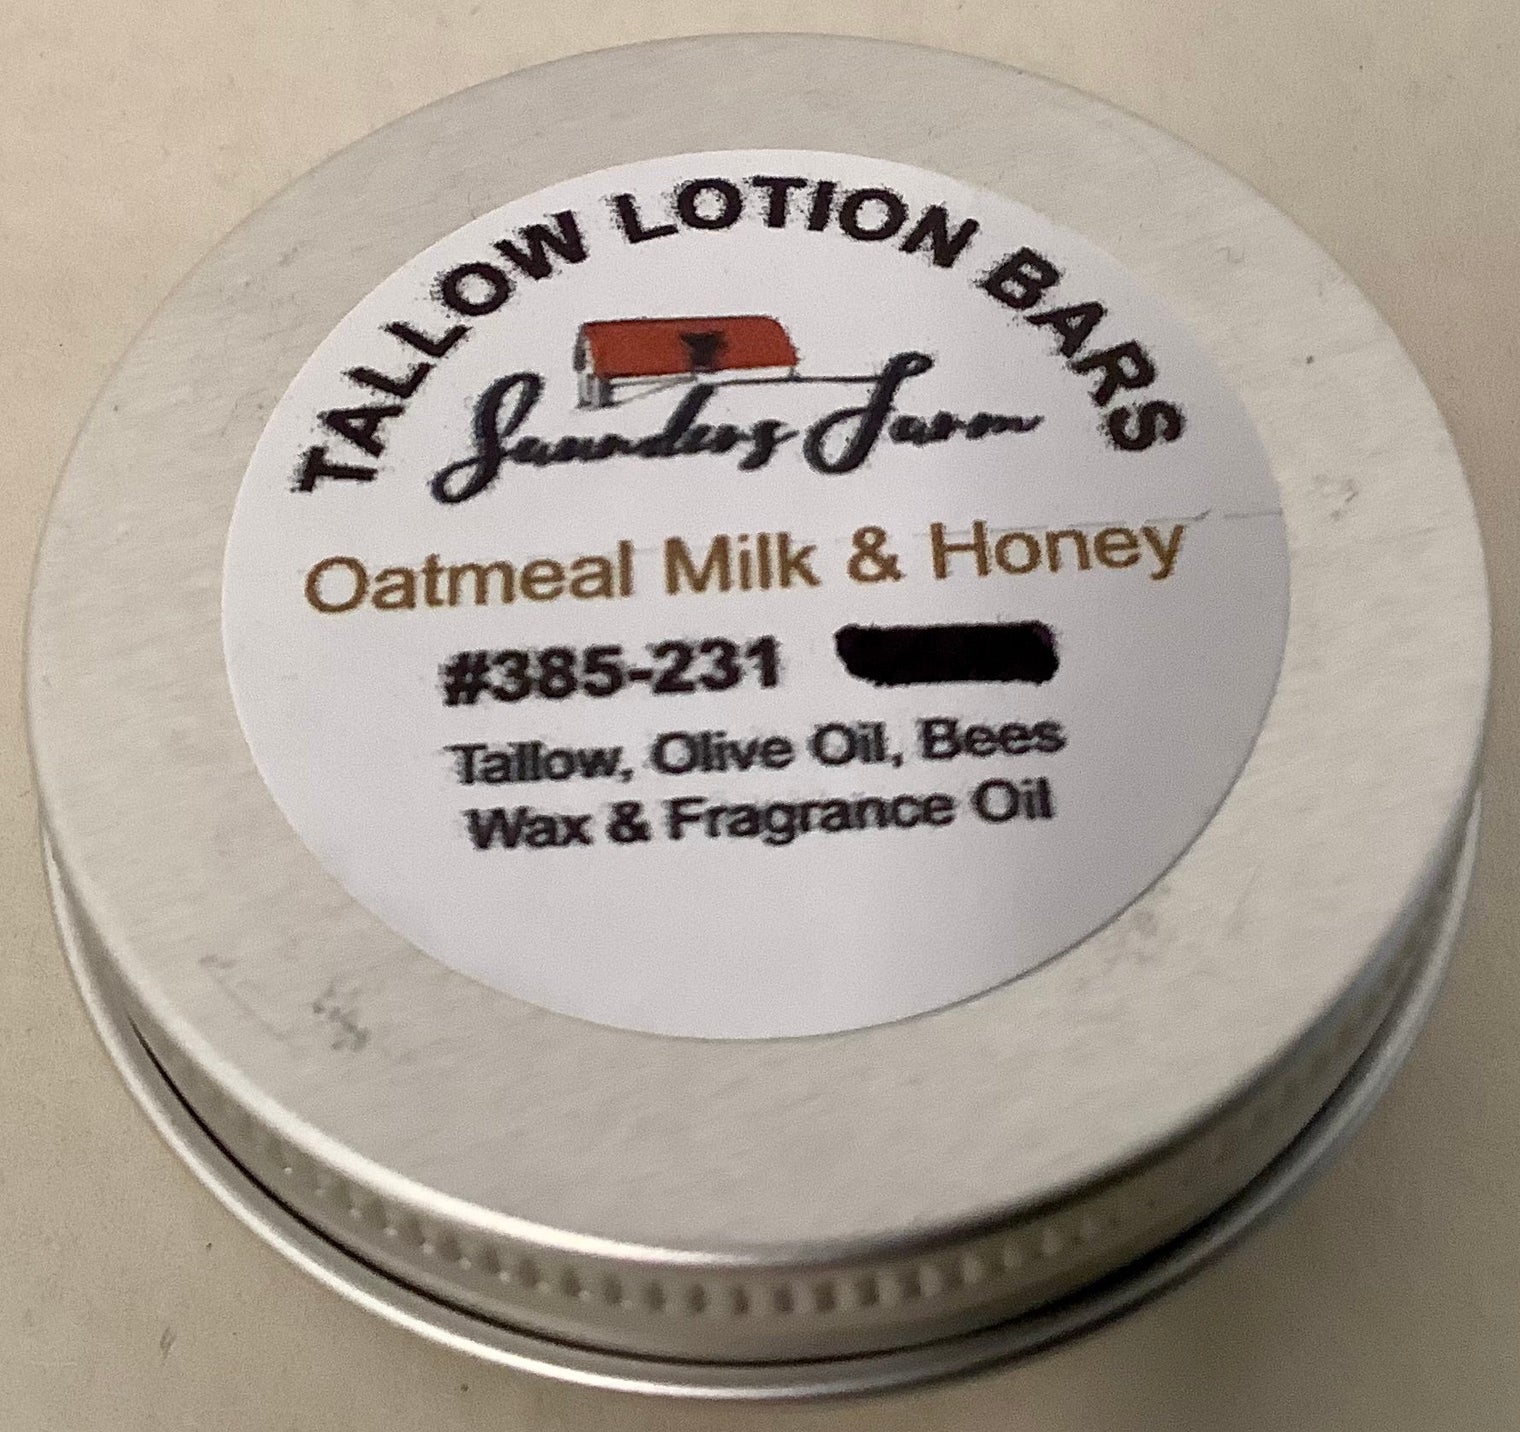 TALLOW LOTION BARS
Saunders Farm
Oatmeal Milk & Honey
#385-231
Tallow, Olive Oil, Bees
Wax & Fragrance Oil